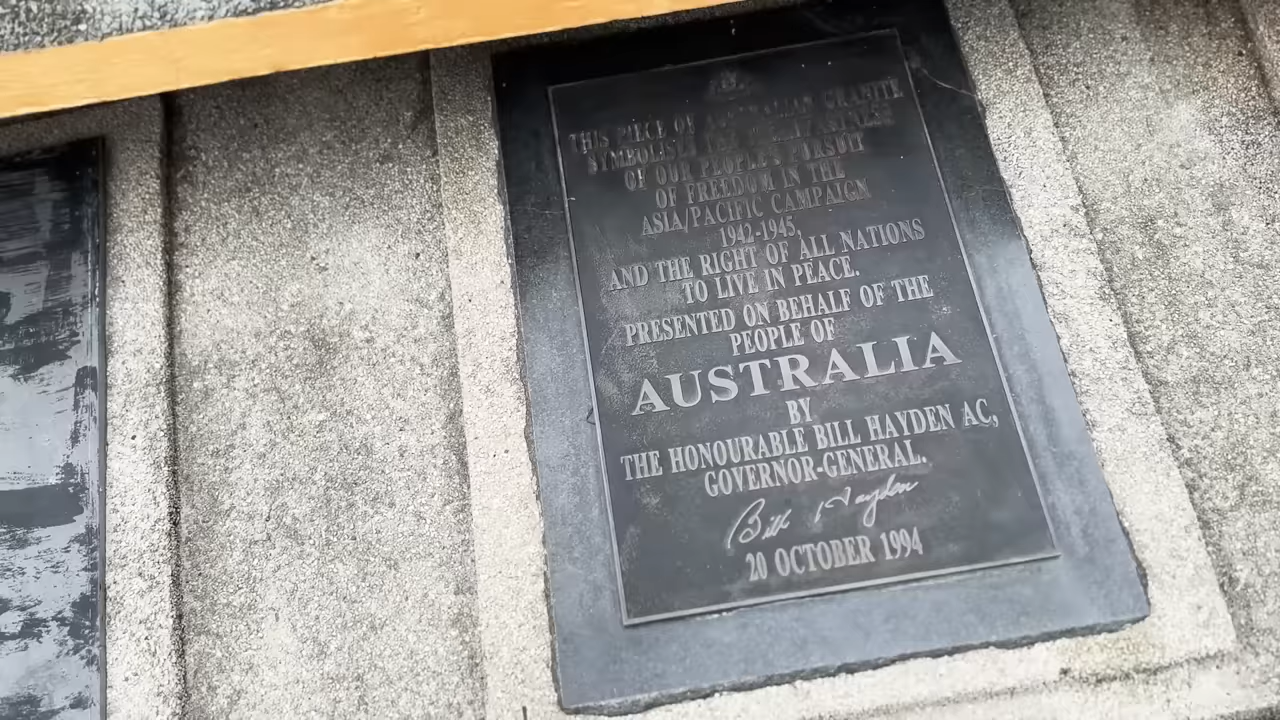 THIS PIECE OF AUSTRALIAN GRANITE
SYMBOLISES THE
OF OUR PEOPLE'S PURSUIT
OF FREEDOM IN THE
ASIA/PACIFIC CAMPAIGN
1942-1945,
AND THE RIGHT OF ALL NATIONS
TO LIVE IN PEACE.
PRESENTED ON BEHALF OF THE
PEOPLE OF
AUSTRALIA
BY
THE HONOURABLE BILL HAYDEN AC,
GOVERNOR-GENERAL.
Bill Hayden
20 OCTOBER 1994